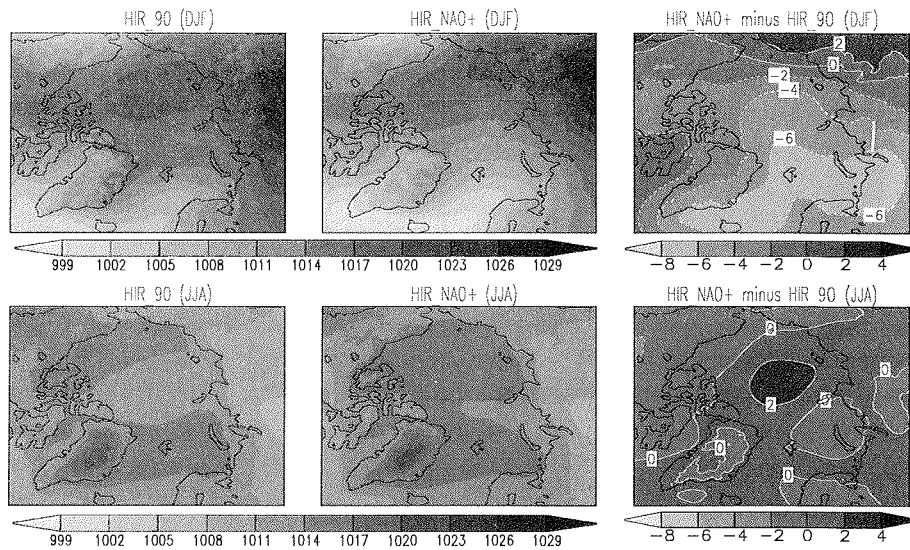 HIR_90 (DJF)
HIR_NAO+ (DJF)
HIR_NAO+ minus HIR_90 (DJF)
2
0
-2
-4
-6
-6
999 1002 1005 1008 1011 1014 1017 1020 1023 1026 1029
-8 -6 -4 -2 0 2 4
HIR_90 (JJA)
HIR_NAO+ (JJA)
HIR_NAO+ minus HIR_90 (JJA)
0
0
2
0
0
0
0
999 1002 1005 1008 1011 1014 1017 1020 1023 1026 1029
-8 -6 -4 -2 0 2 4